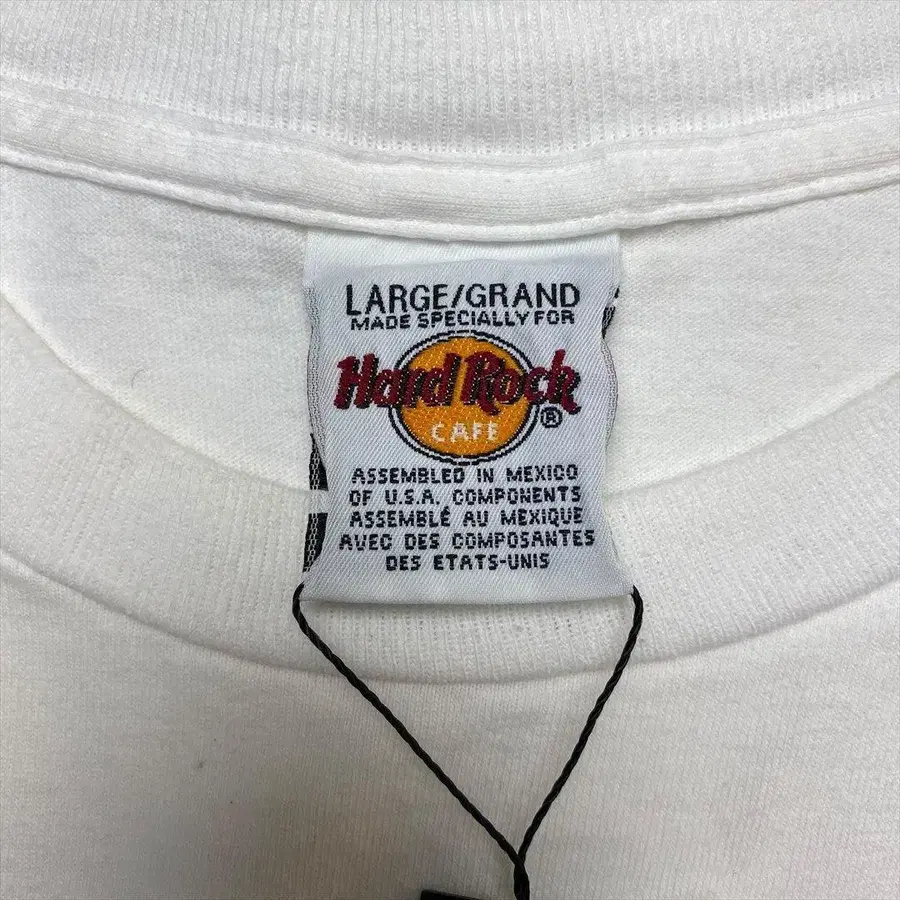 LARGE/GRAND
MADE SPECIALLY FOR
Hard Rock
CAFE ®
ASSEMBLED IN MEXICO
OF U.S.A. COMPONENTS
ASSEMBLÉ AU MEXIQUE
AVEC DES COMPOSANTES
DES ETATS-UNIS